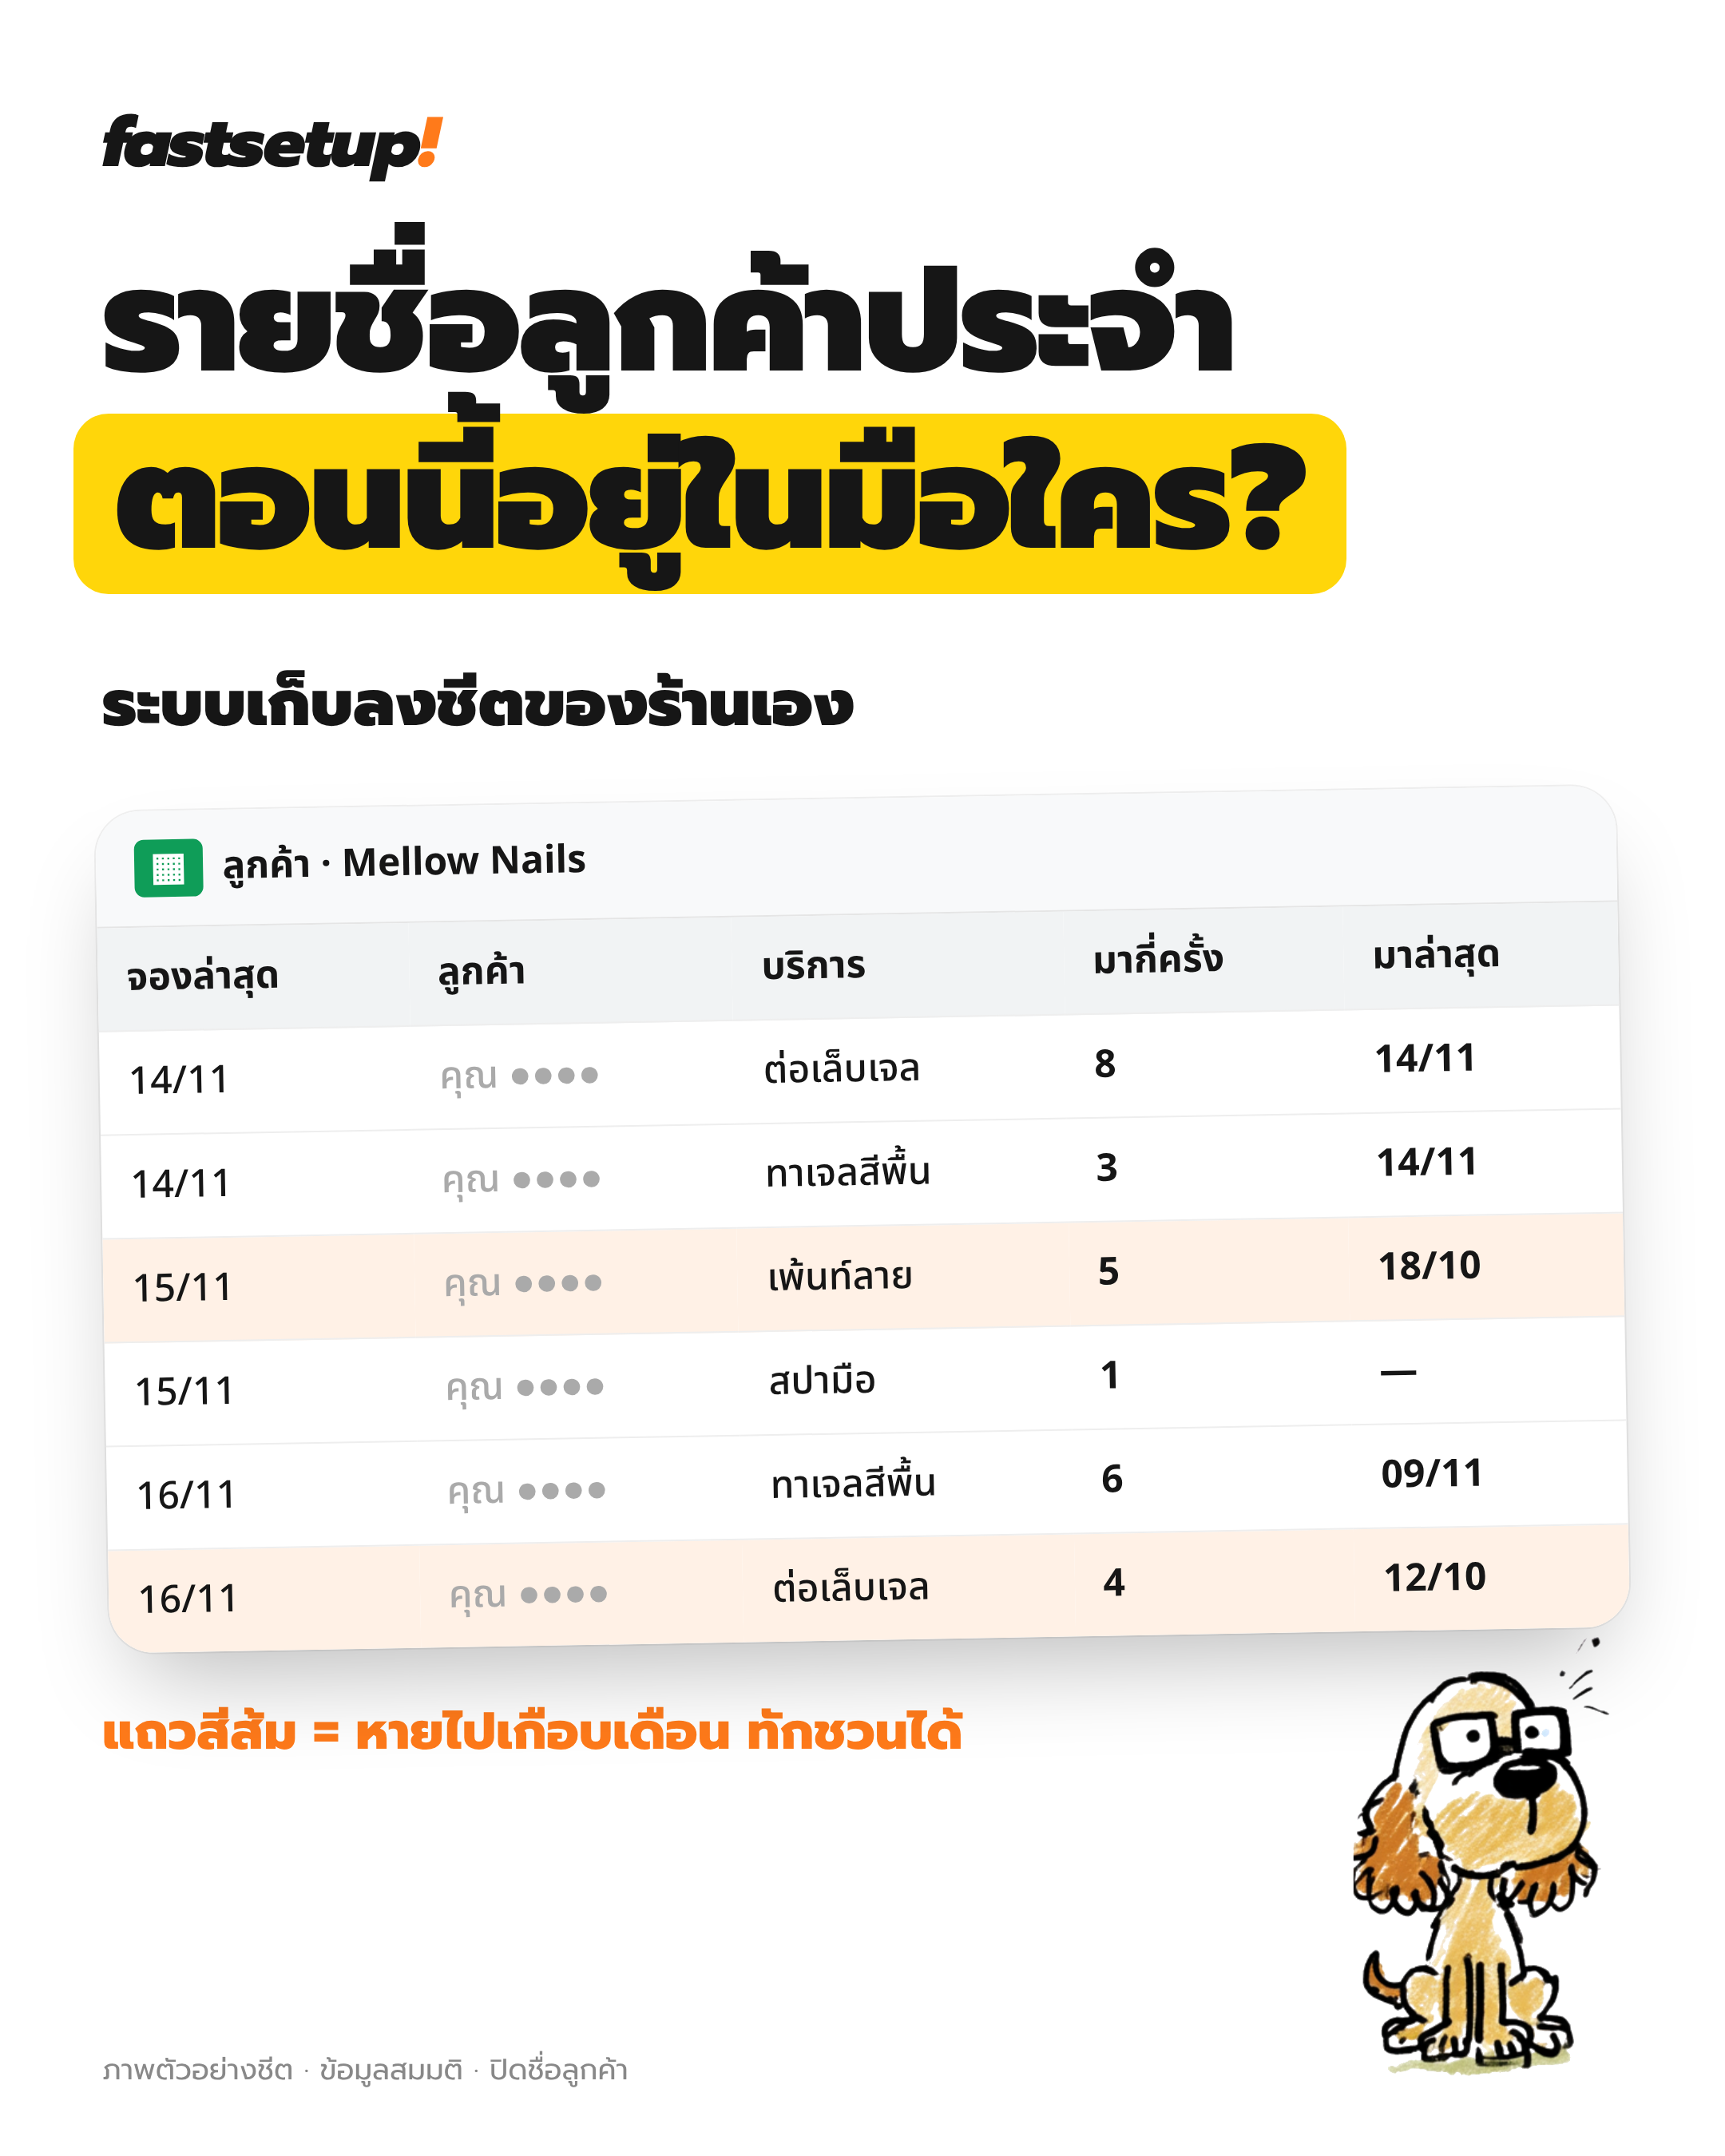 fastsetup!
รายชื่อลูกค้าประจำ
ตอนนี้อยู่ในมือใคร?
ระบบเก็บลงชีตของร้านเอง
ลูกค้า · Mellow Nails
จองล่าสุด ลูกค้า บริการ มากี่ครั้ง มาล่าสุด
14/11 คุณ ●●●● ต่อเล็บเจล 8 14/11
14/11 คุณ ●●●● ทาเจลสีพื้น 3 14/11
15/11 คุณ ●●●● เพ้นท์ลาย 5 18/10
15/11 คุณ ●●●● สปามือ 1 —
16/11 คุณ ●●●● ทาเจลสีพื้น 6 09/11
16/11 คุณ ●●●● ต่อเล็บเจล 4 12/10
แถวสีส้ม = หายไปเกือบเดือน ทักชวนได้
ภาพตัวอย่างชีต · ข้อมูลสมมติ · ปิดชื่อลูกค้า